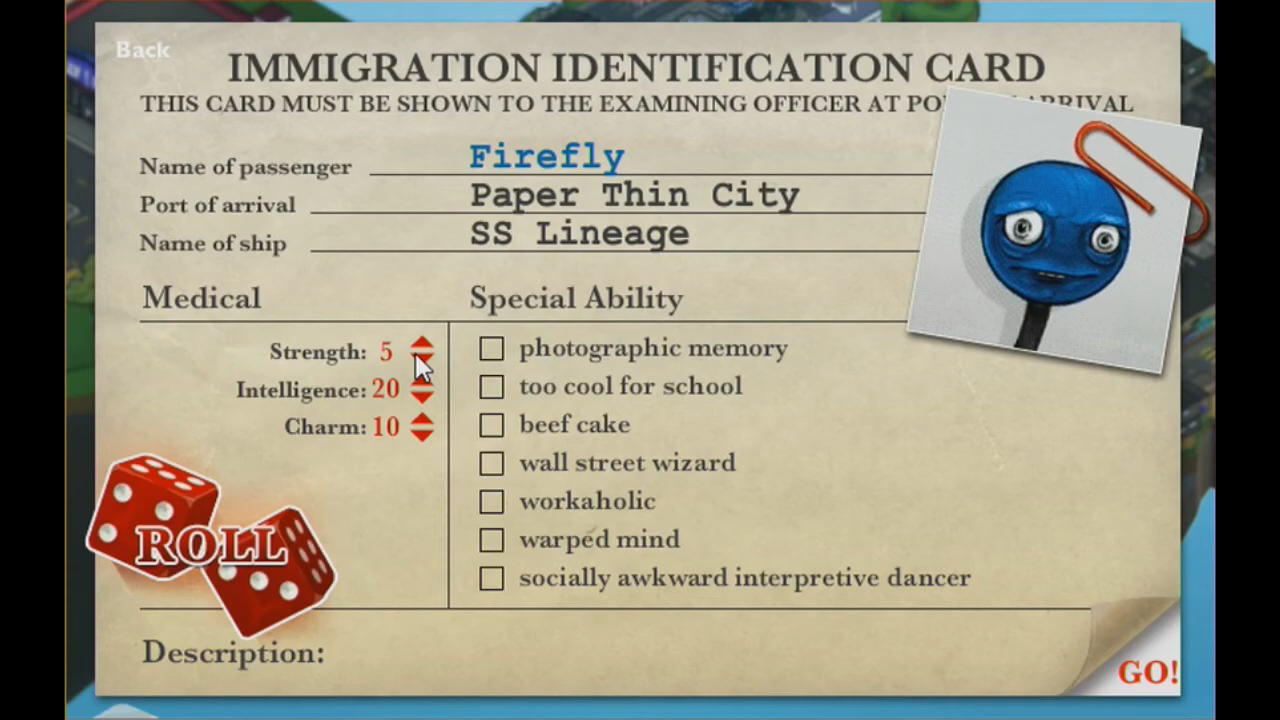 Back
IMMIGRATION IDENTIFICATION CARD
THIS CARD MUST BE SHOWN TO THE EXAMINING OFFICER AT ARRIVAL
Name of passenger Firefly
Port of arrival Paper Thin City
Name of ship SS Lineage
Medical Special Ability
Strength: 5 photographic memory
Intelligence: 20 too cool for school
Charm: 10 beef cake
wall street wizard
workaholic
warped mind
socially awkward interpretive dancer
ROLL
Description:
GO!